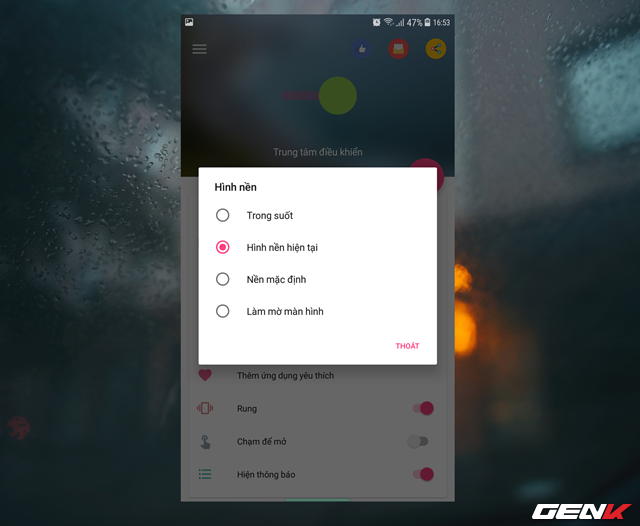 47% 16:53
Trung tâm điều khiển
Hình nền
Trong suốt
Hình nền hiện tại
Nền mặc định
Làm mờ màn hình
THOÁT
Thêm ứng dụng yêu thích
Rung
Chạm để mở
Hiện thông báo
GENK